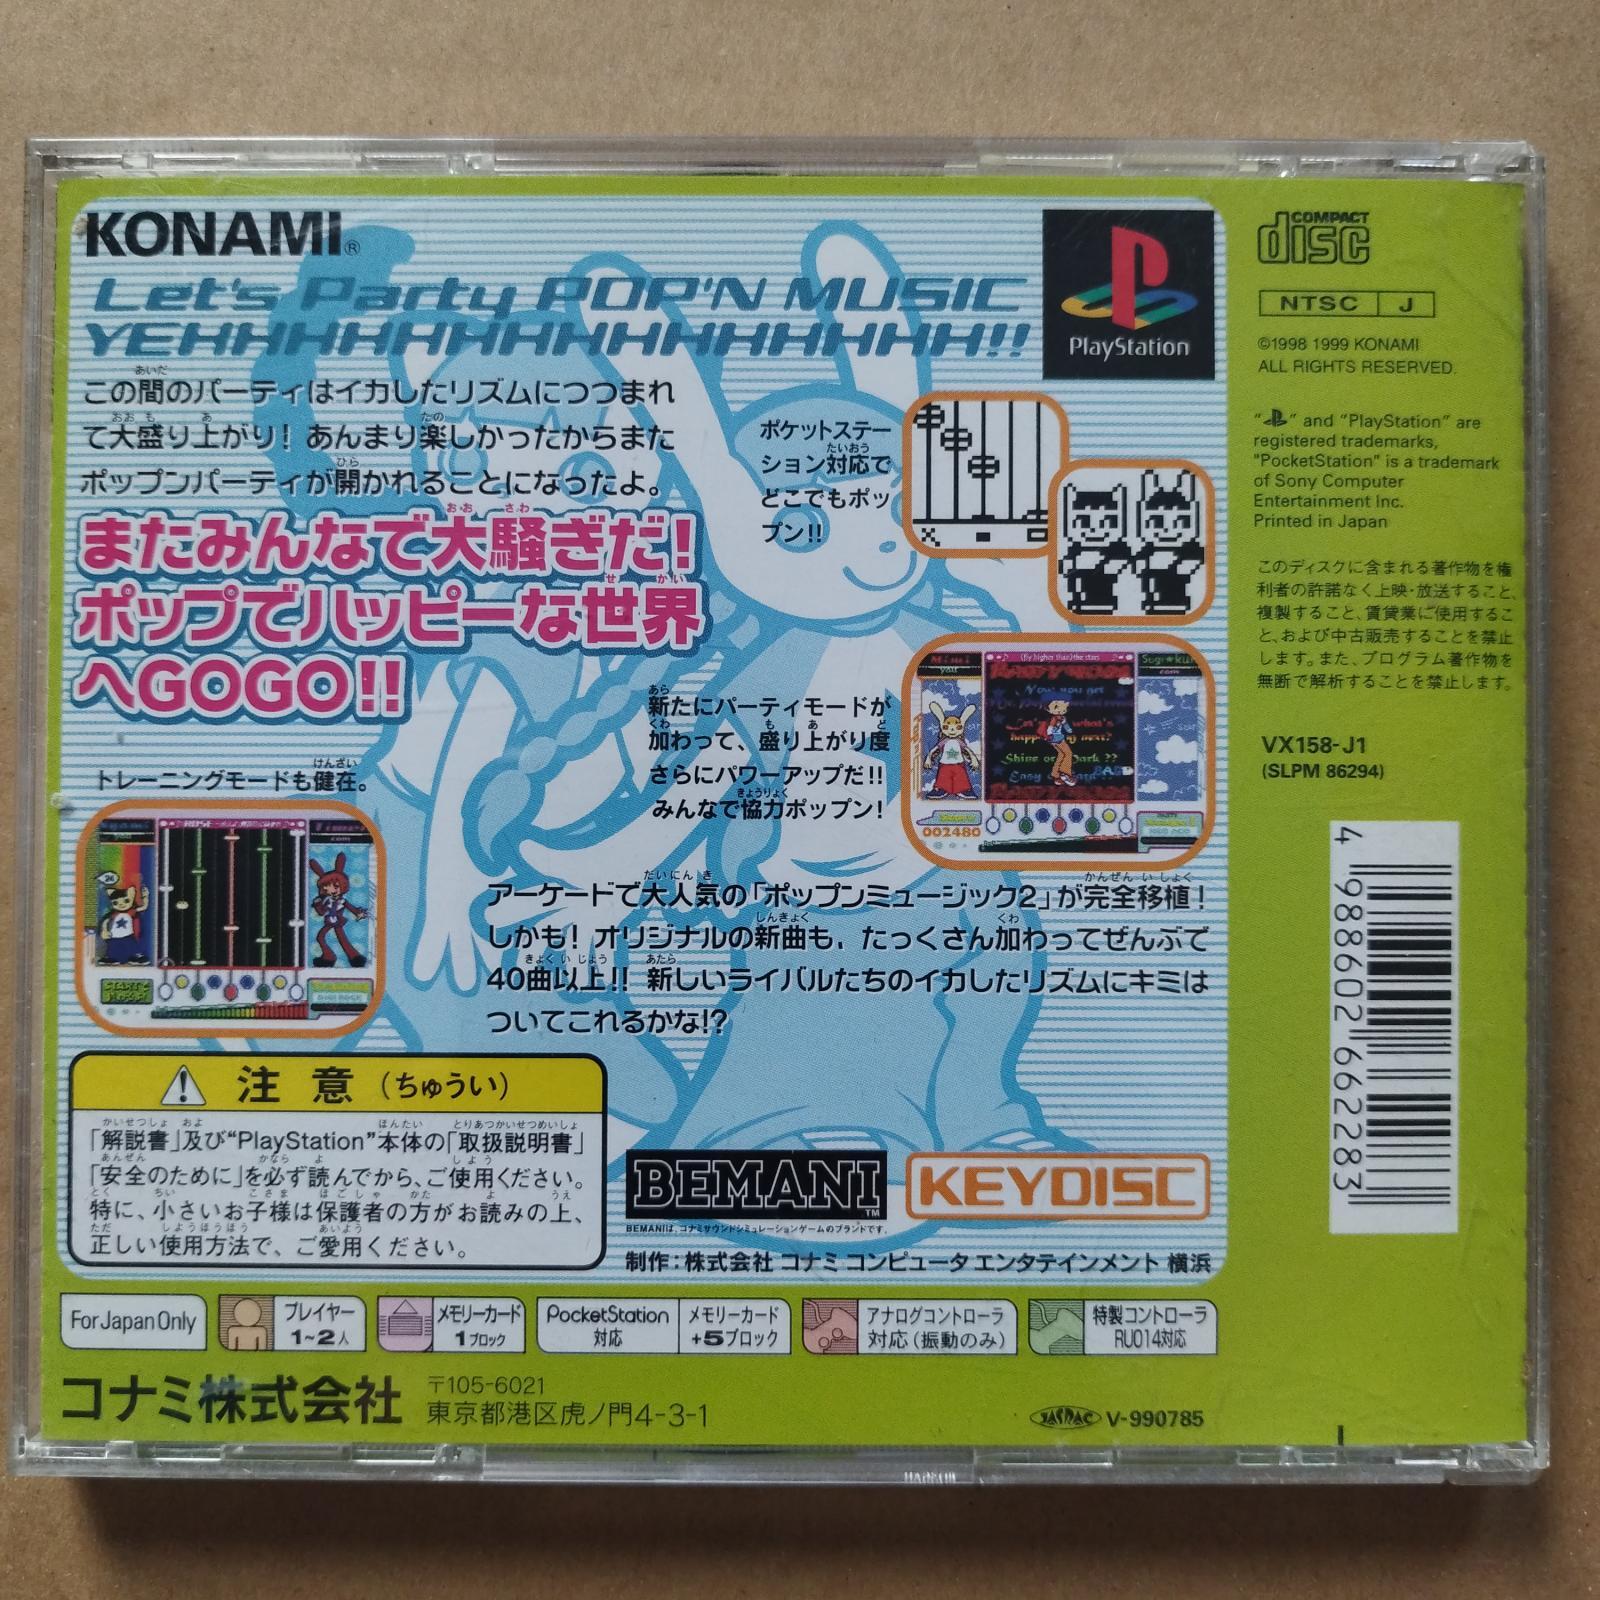 KONAMI®
Let's Party POP'N MUSIC
YEHHHHHHHHHHHHHHH!!
この間のパーティはイカしたリズムにつつまれ
て大盛り上がり! あんまり楽しかったからまた
ポップンパーティが開かれることになったよ。
またみんなで大騒ぎだ!
ポップでハッピーな世界
へGOGO!!
PlayStation
ポケットステー
ション対応で
どこでもポッ
プン!!
新たにパーティモードが
加わって、盛り上がり度
さらにパワーアップだ!!
みんなで協力ポップン!
002480
トレーニングモードも健在。
アーケードで大人気の「ポップンミュージック2」が完全移植!
しかも! オリジナルの新曲も、たっくさん加わってぜんぶで
40曲以上!! 新しいライバルたちのイカしたリズムにキミは
ついてこれるかな!?
注意(ちゅうい)
「解説書」及び“PlayStation”本体の「取扱説明書」
「安全のために」を必ず読んでから、ご使用ください。
特に、小さいお子様は保護者の方がお読みの上、
正しい使用方法で、ご愛用ください。
BEMANI™
BEMANIは、コナミサウンドシミュレーションゲームのブランドです。
KEYDISC
制作:株式会社 コナミ コンピュータ エンタテインメント 横浜
For Japan Only
プレイヤー
1~2人
メモリーカード
1ブロック
PocketStation
対応
メモリーカード
+5ブロック
アナログコントローラ
対応(振動のみ)
特製コントローラ
RU014対応
コナミ株式会社
〒105-6021
東京都港区虎ノ門4-3-1
JASRAC V-990785
COMPACT
disc
NTSC J
©1998 1999 KONAMI
ALL RIGHTS RESERVED.
“ ” and “PlayStation” are
registered trademarks,
"PocketStation" is a trademark
of Sony Computer
Entertainment Inc.
Printed in Japan
このディスクに含まれる著作物を権
利者の許諾なく上映・放送すること、
複製すること、賃貸業に使用するこ
と、および中古販売することを禁止
します。また、プログラム著作物を
無断で解析することを禁止します。
VX158-J1
(SLPM 86294)
4 988602 662283